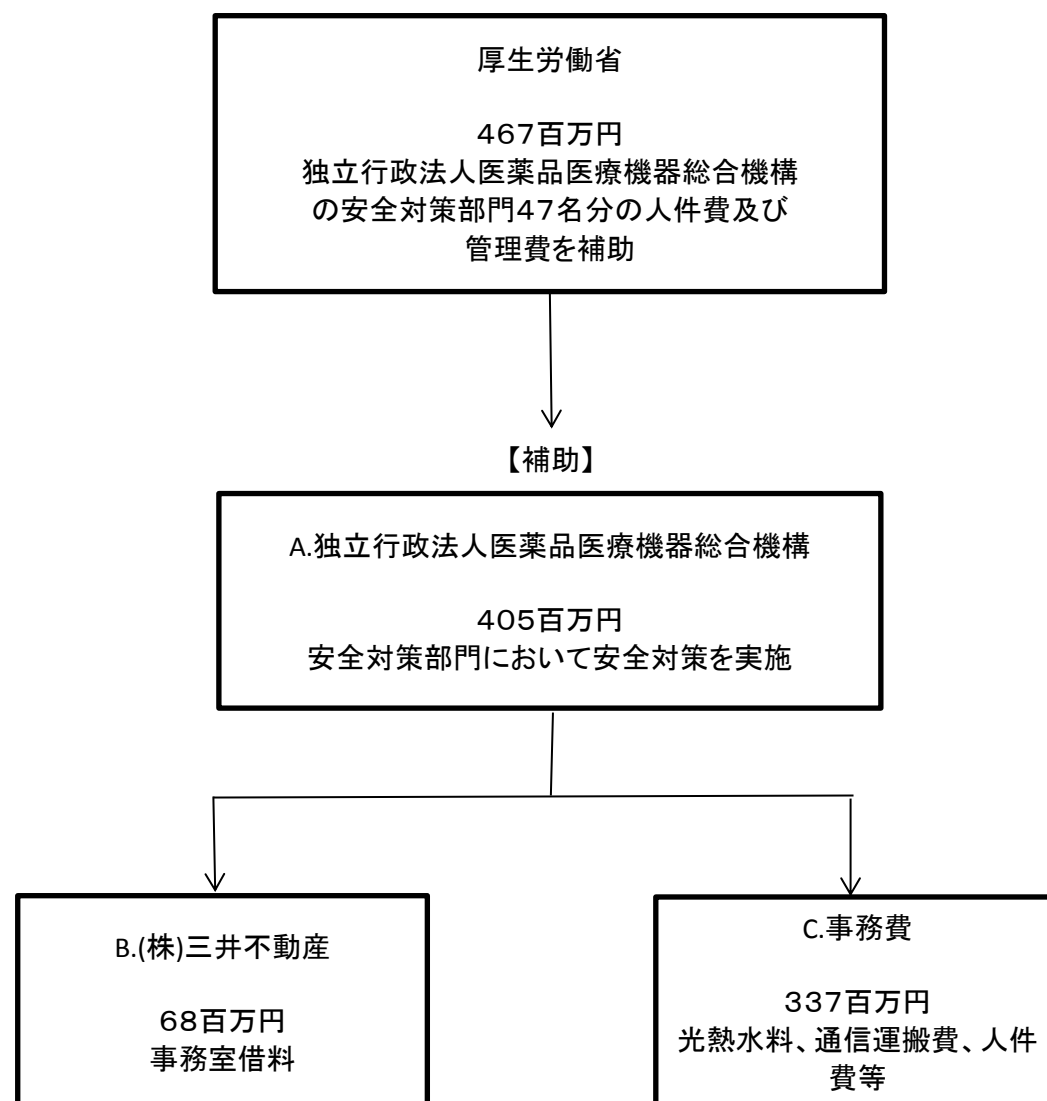 厚生労働省
467百万円
独立行政法人医薬品医療機器総合機構
の安全対策部門47名分の人件費及び
管理費を補助
【補助】
A.独立行政法人医薬品医療機器総合機構
405百万円
安全対策部門において安全対策を実施
B.(株)三井不動産
68百万円
事務室借料
C.事務費
337百万円
光熱水料、通信運搬費、人件
費等